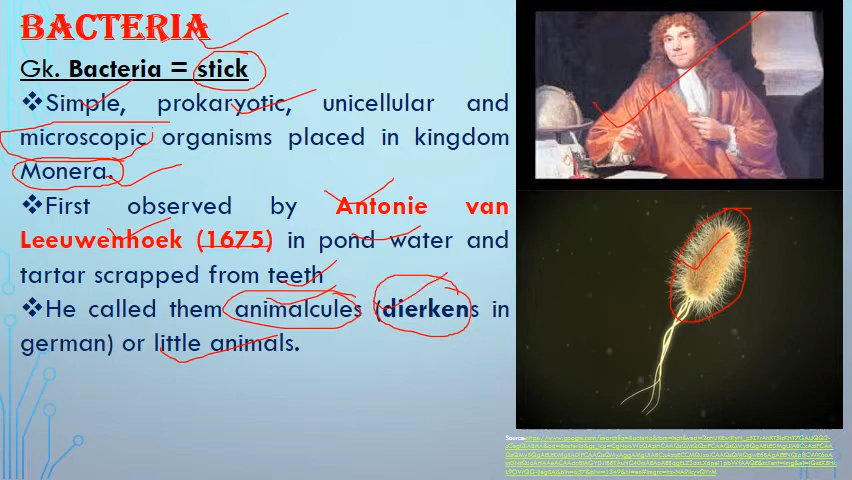 BACTERIA
Gk. Bacteria = stick
❖Simple, prokaryotic, unicellular and
microscopic organisms placed in kingdom
Monera.
❖First observed by Antonie van
Leeuwenhoek (1675) in pond water and
tartar scrapped from teeth
❖He called them animalcules (dierkens in
german) or little animals.
Source: